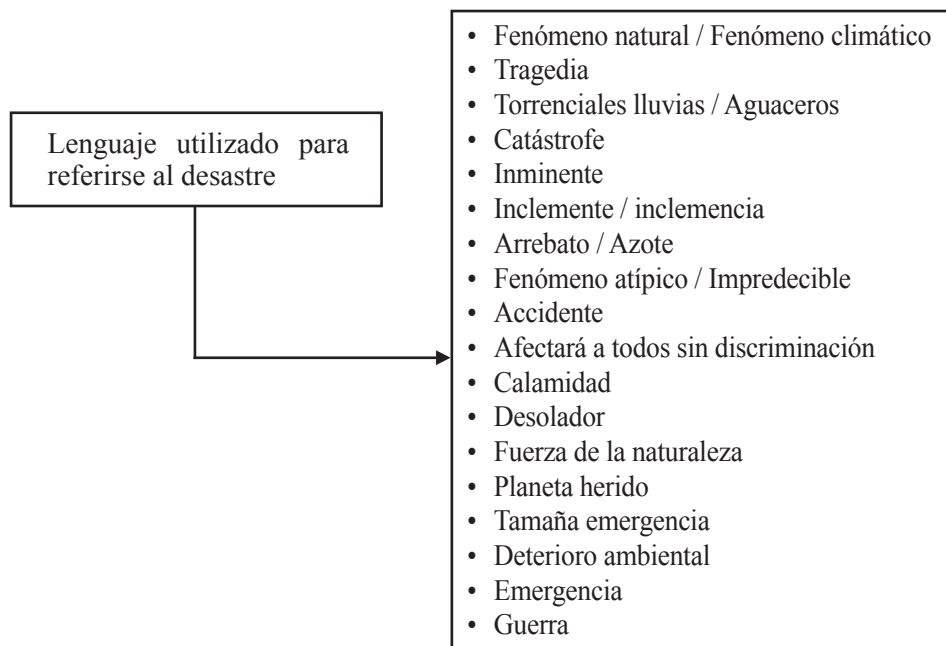 Lenguaje utilizado para
referirse al desastre
• Fenómeno natural / Fenómeno climático
• Tragedia
• Torrenciales lluvias / Aguaceros
• Catástrofe
• Inminente
• Inclemente / inclemencia
• Arrebato / Azote
• Fenómeno atípico / Impredecible
• Accidente
• Afectará a todos sin discriminación
• Calamidad
• Desolador
• Fuerza de la naturaleza
• Planeta herido
• Tamaña emergencia
• Deterioro ambiental
• Emergencia
• Guerra